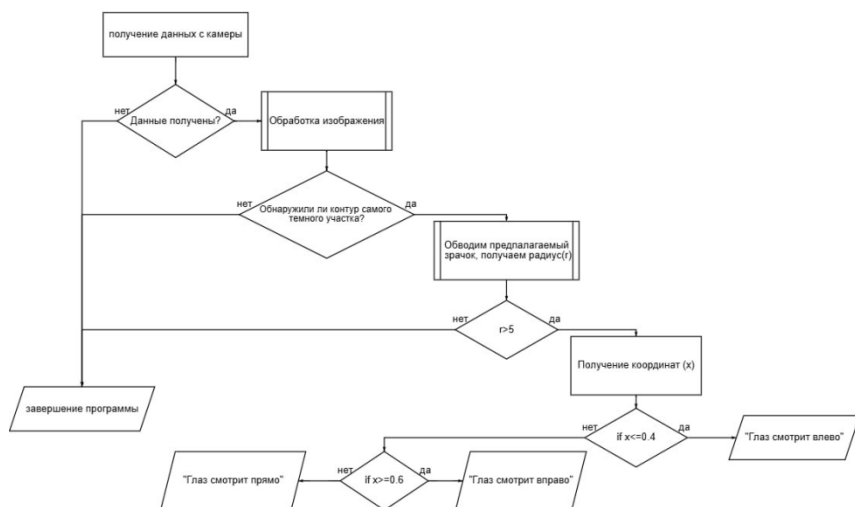 получение данных с камеры
нет
да
Данные получены?
Обработка изображения
нет
Обнаружили ли контур самого
темного участка?
да
Обводим предпалагаемый
зрачок, получаем радиус(r)
нет
да
r>5
Получение координат (x)
завершение программы
нет
да
if x<=0.4
"Глаз смотрит влево"
"Глаз смотрит прямо"
нет
да
if x>=0.6
"Глаз смотрит вправо"